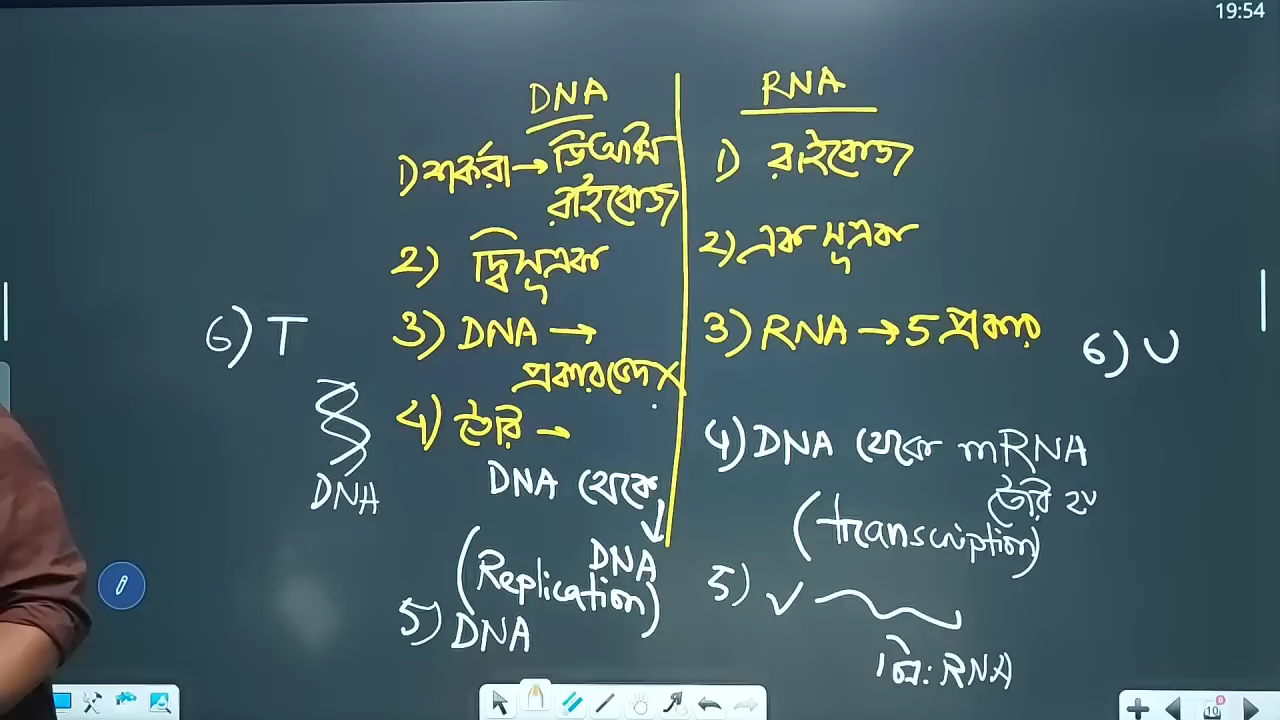 19:54
DNA
RNA
1) শর্করা → ডিঅক্সি
রাইবোজ
1) রাইবোজ
2) দ্বিসূত্রক
2) এক সূত্রক
3) DNA →
প্রকারভেদ X
3) RNA → 5 প্রকার
6) T
6) U
DNA
4) তৈরি →
DNA থেকে
↓
DNA
(Replication)
4) DNA থেকে mRNA
তৈরি হয়
(transcription)
5) DNA
5) ✓
RNA
10